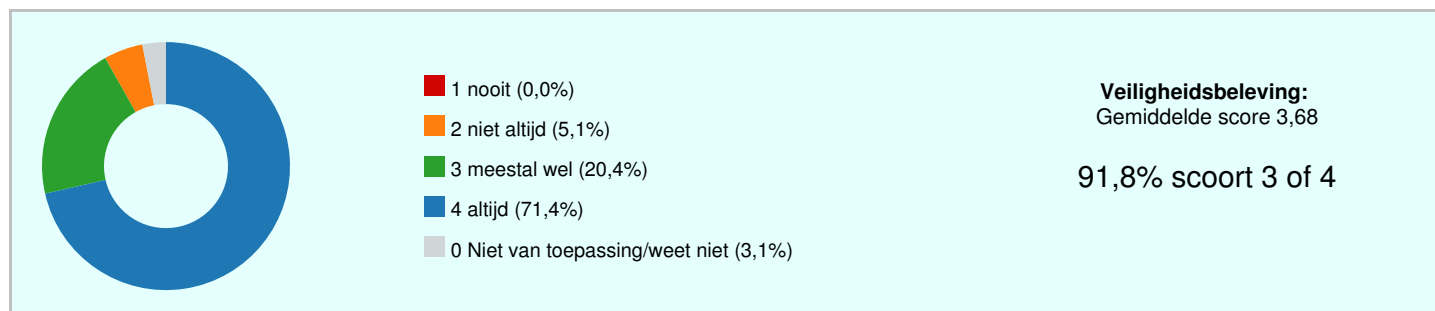 1 nooit (0,0%)
2 niet altijd (5,1%)
3 meestal wel (20,4%)
4 altijd (71,4%)
0 Niet van toepassing/weet niet (3,1%)
Veiligheidsbeleving:
Gemiddelde score 3,68
91,8% scoort 3 of 4